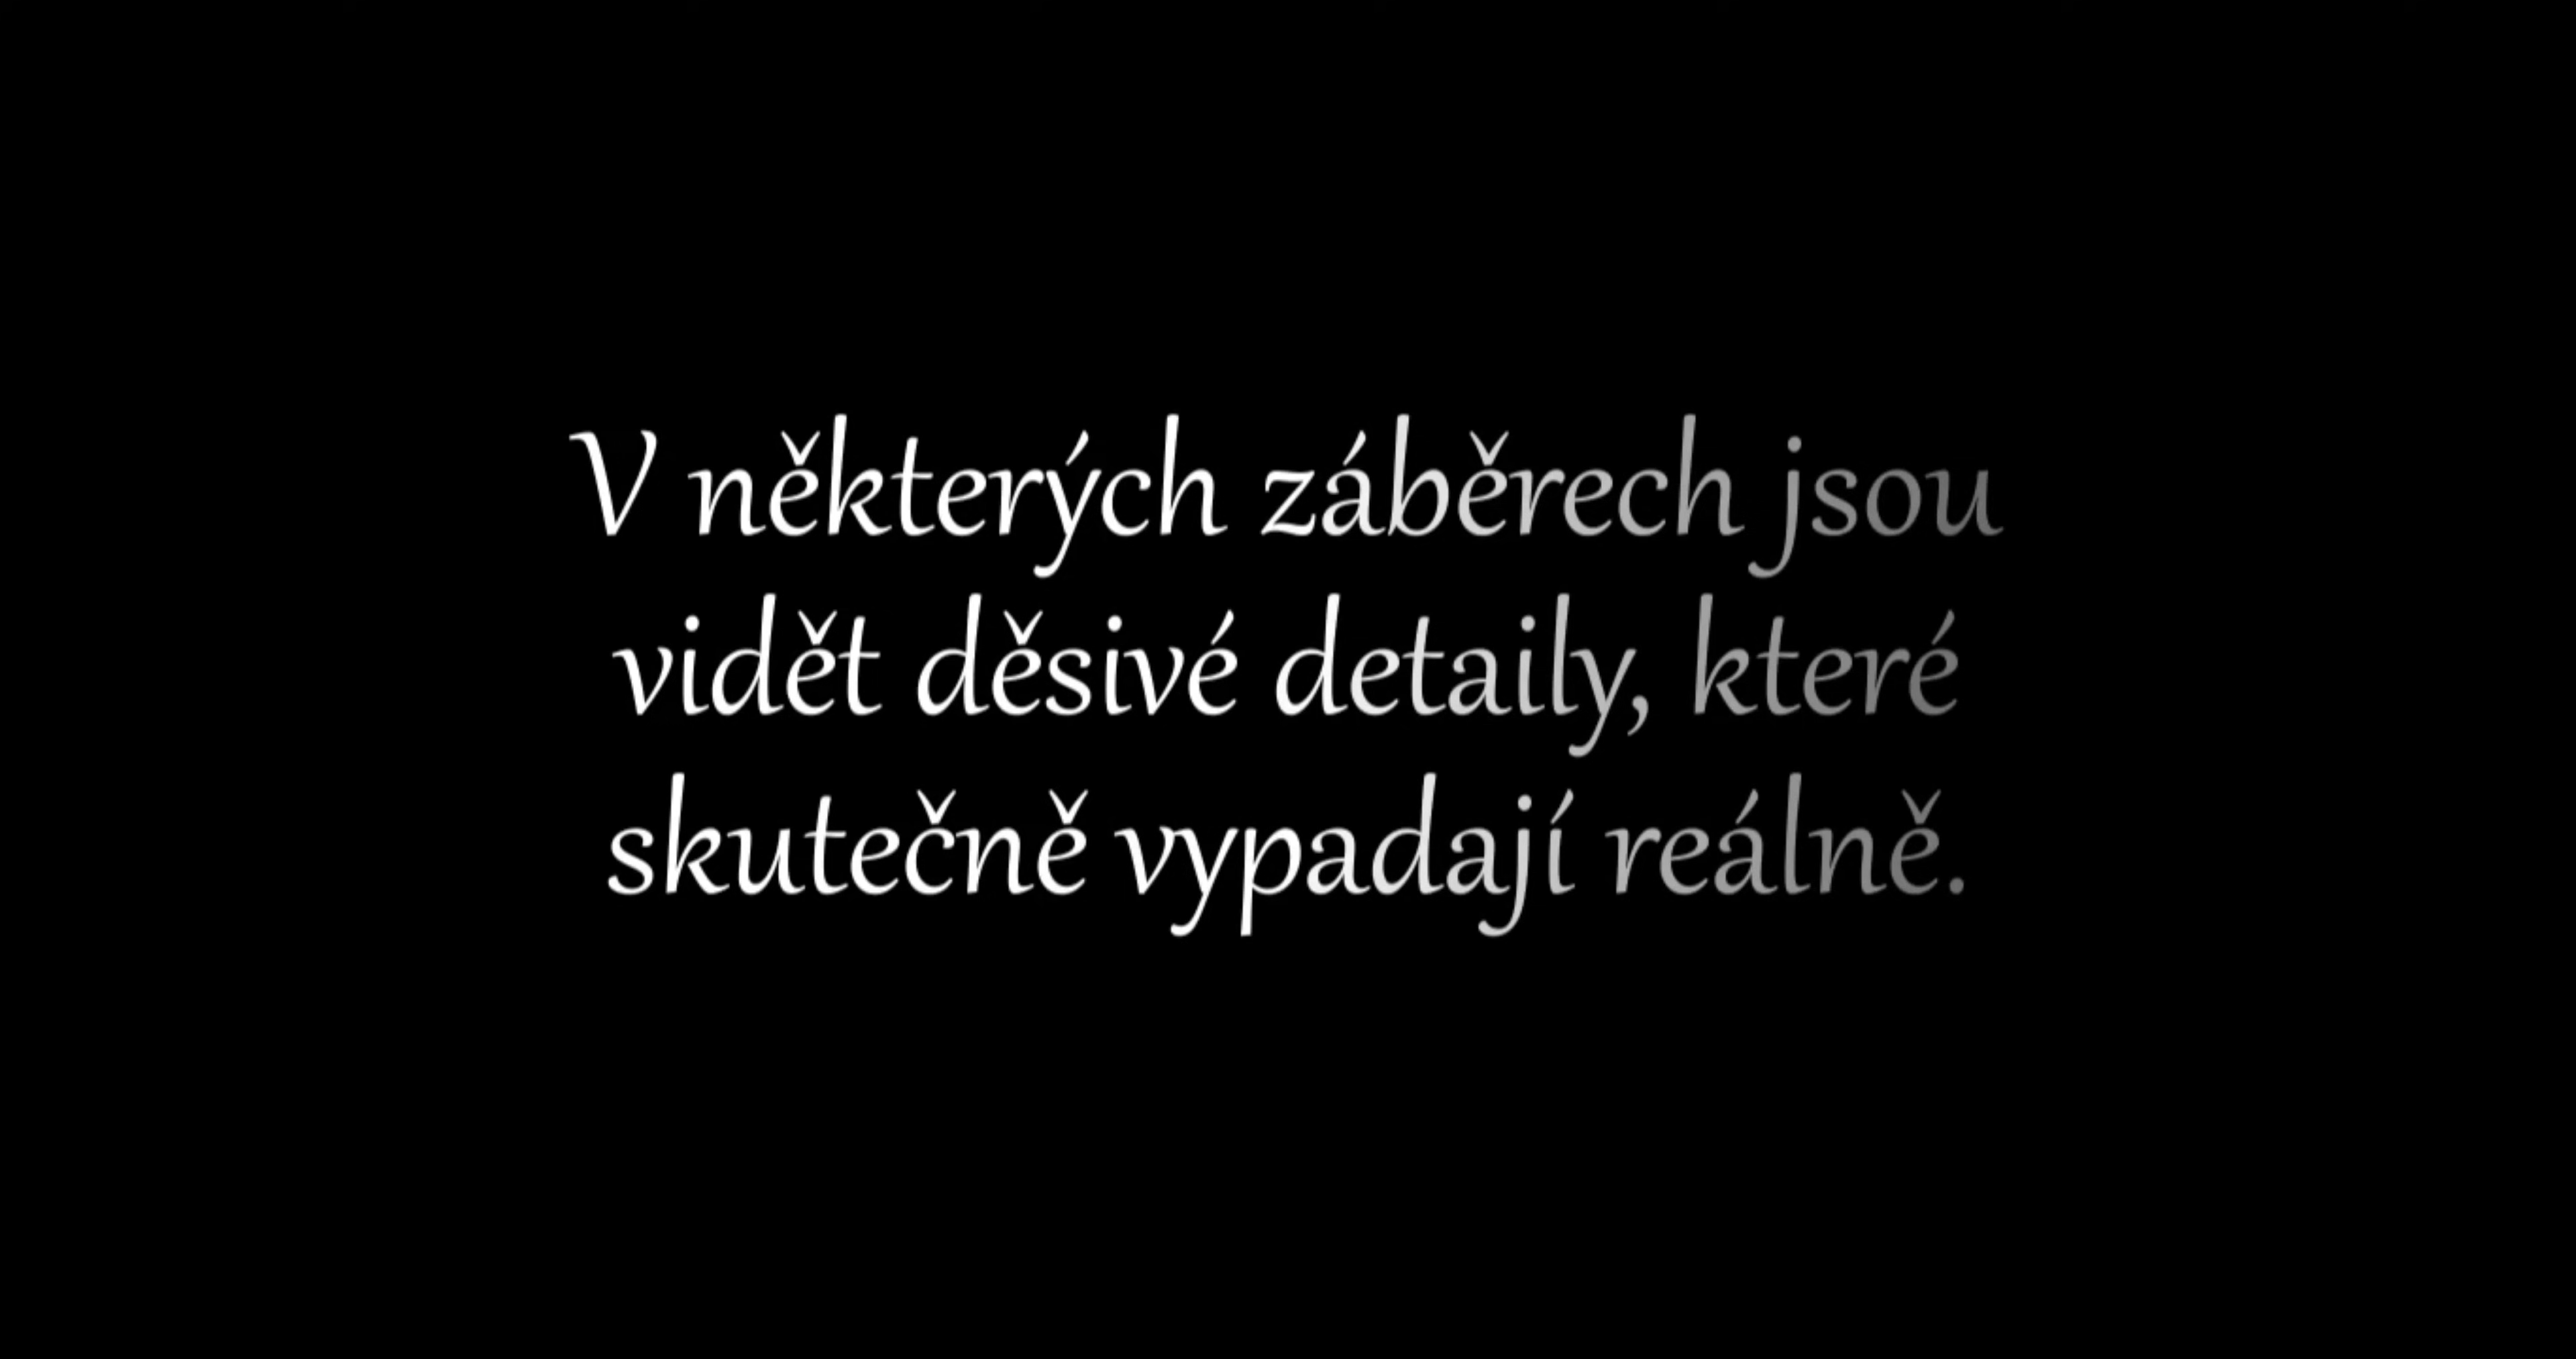 V některých záběrech jsou
vidět děsivé detaily, které
skutečně vypadají reálně.